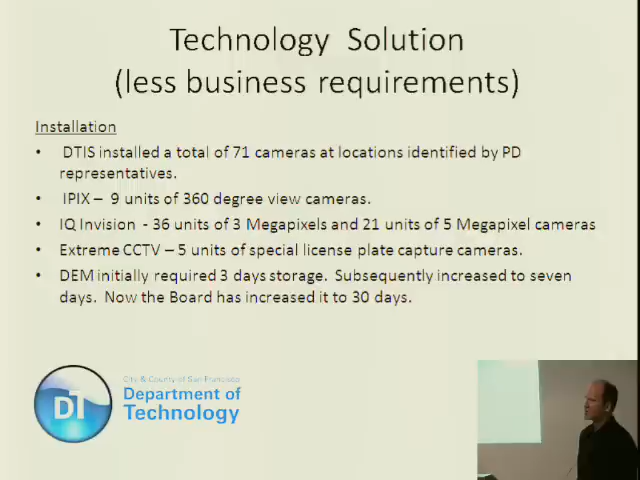 Technology Solution
(less business requirements)
Installation
• DTIS installed a total of 71 cameras at locations identified by PD
representatives.
• IPIX – 9 units of 360 degree view cameras.
• IQ Invision - 36 units of 3 Megapixels and 21 units of 5 Megapixel cameras
• Extreme CCTV – 5 units of special license plate capture cameras.
• DEM initially required 3 days storage. Subsequently increased to seven
days. Now the Board has increased it to 30 days.
DT
City & County of San Francisco
Department of
Technology